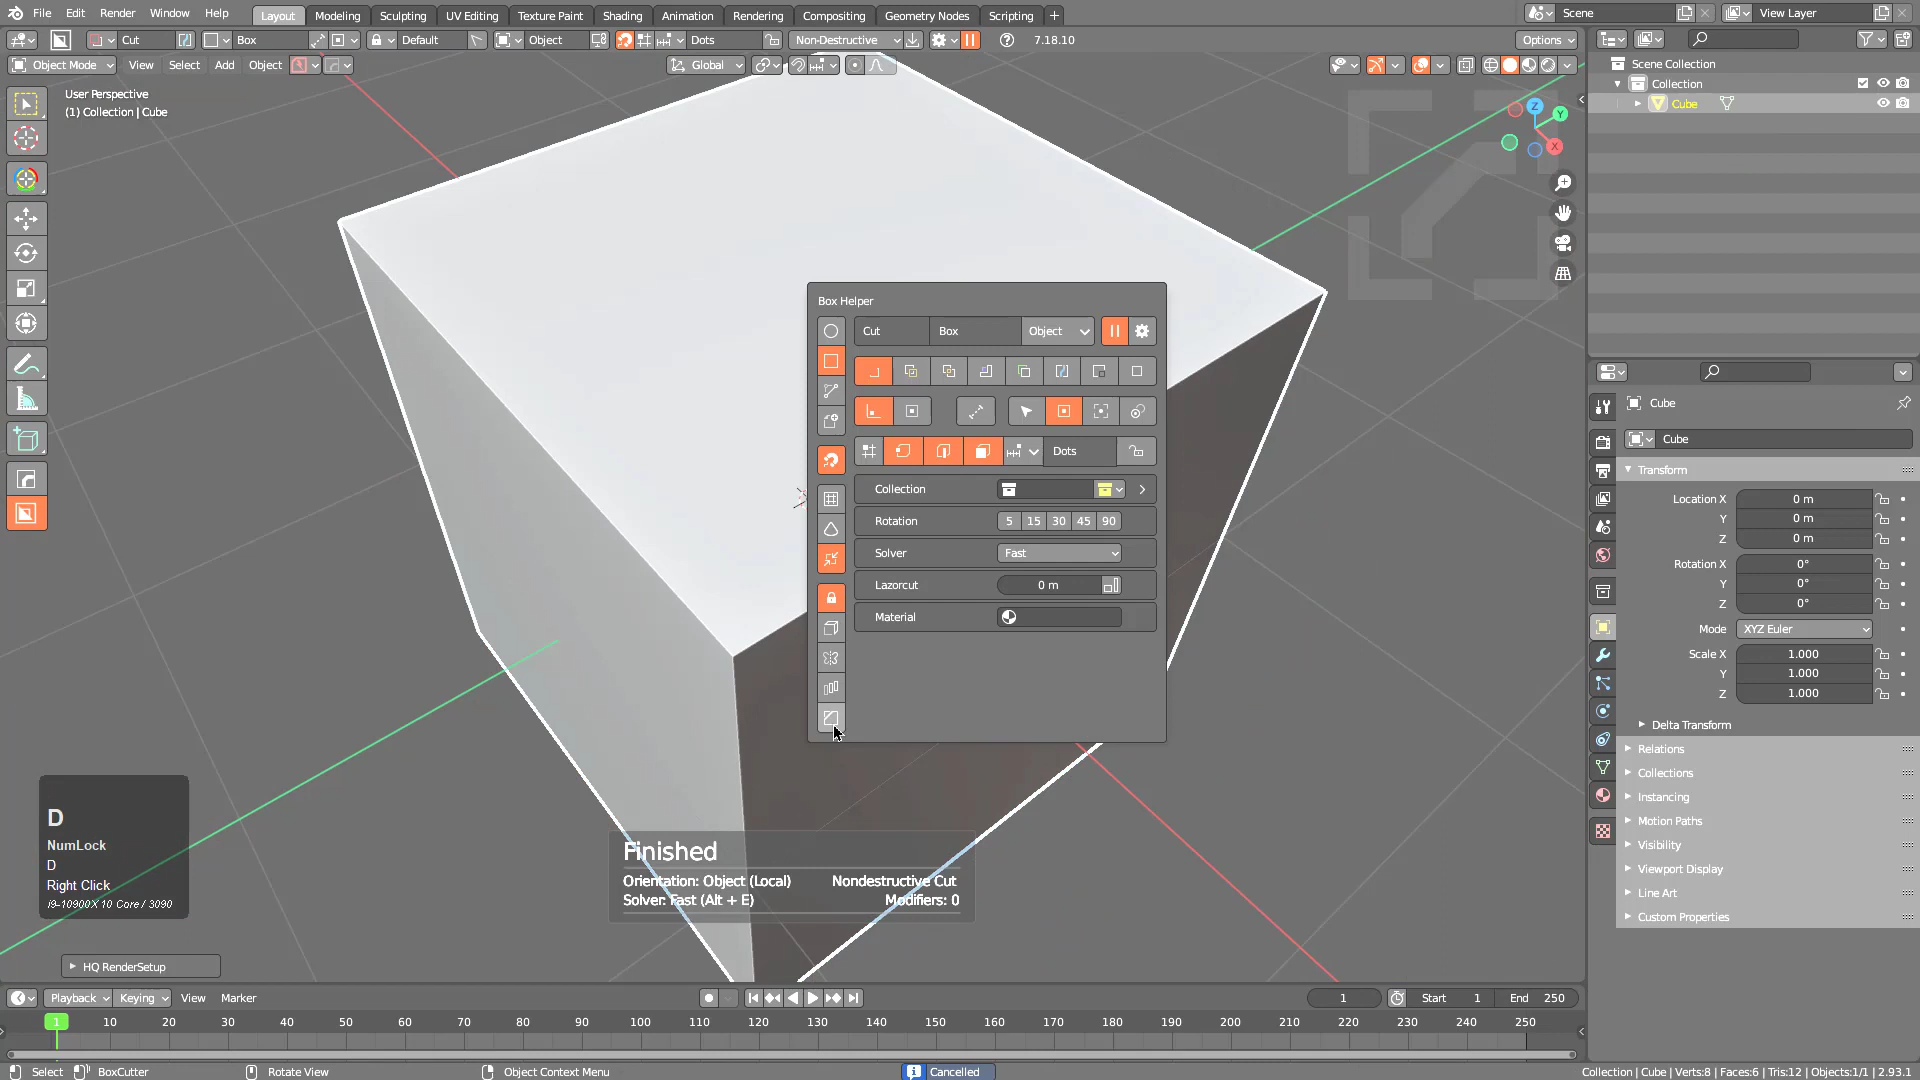 File Edit Render Window Help Layout Modeling Sculpting UV Editing Texture Paint Shading Animation Rendering Compositing Geometry Nodes Scripting + Scene View Layer
Cut Box Default Object Dots Non-Destructive 7.18.10 Options
Object Mode View Select Add Object Global
User Perspective
(1) Collection | Cube
Z
Y
X
Scene Collection
Collection
Cube
Box Helper
Cut Box Object
Dots
Collection
Rotation 5 15 30 45 90
Solver Fast
Lazorcut 0 m
Material
Cube
Cube
Transform
Location X 0 m
Y 0 m
Z 0 m
Rotation X 0°
Y 0°
Z 0°
Mode XYZ Euler
Scale X 1.000
Y 1.000
Z 1.000
Delta Transform
Relations
Collections
Instancing
Motion Paths
Visibility
Viewport Display
Line Art
Custom Properties
D
NumLock
D
Right Click
i9-10900X 10 Core / 3090
Finished
Orientation: Object (Local) Nondestructive Cut
Solver: Fast (Alt + E) Modifiers: 0
HQ RenderSetup
Playback Keying View Marker 1 Start 1 End 250
1 10 20 30 40 50 60 70 80 90 100 110 120 130 140 150 160 170 180 190 200 210 220 230 240 250
Select BoxCutter Rotate View Object Context Menu Cancelled Collection | Cube | Verts:8 | Faces:6 | Tris:12 | Objects:1/1 | 2.93.1